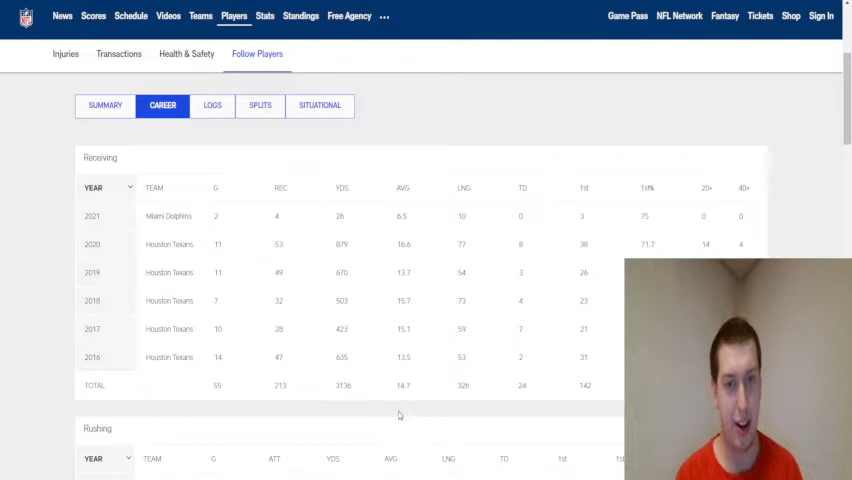 NFL News Scores Schedule Videos Teams Players Stats Standings Free Agency ••• Game Pass NFL Network Fantasy Tickets Shop Sign In
Injuries Transactions Health & Safety Follow Players
SUMMARY CAREER LOGS SPLITS SITUATIONAL
Receiving
YEAR TEAM G REC YDS AVG LNG TD 1st 1st% 20+ 40+
2021 Miami Dolphins 2 4 26 6.5 10 0 3 75 0 0
2020 Houston Texans 11 53 879 16.6 77 8 38 71.7 14 4
2019 Houston Texans 11 49 670 13.7 54 3 26
2018 Houston Texans 7 32 503 15.7 73 4 23
2017 Houston Texans 10 28 423 15.1 59 7 21
2016 Houston Texans 14 47 635 13.5 53 2 31
TOTAL 55 213 3136 14.7 326 24 142
Rushing
YEAR TEAM G ATT YDS AVG LNG TD 1st